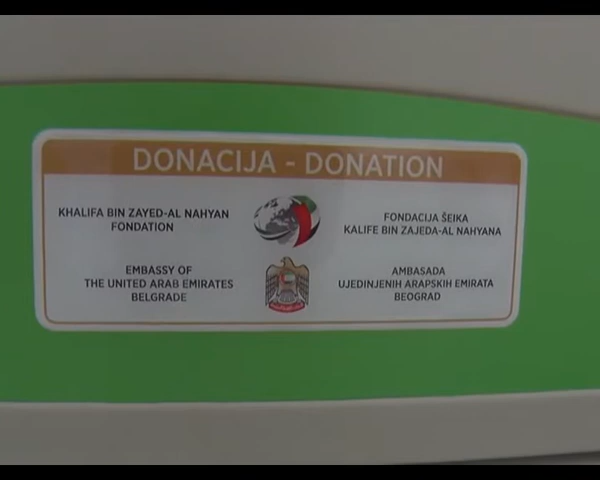 DONACIJA - DONATION
KHALIFA BIN ZAYED-AL NAHYAN
FONDATION
FONDACIJA ŠEIKA
KALIFE BIN ZAJEDA-AL NAHYANA
EMBASSY OF
THE UNITED ARAB EMIRATES
BELGRADE
AMBASADA
UJEDINJENIH ARAPSKIH EMIRATA
BEOGRAD